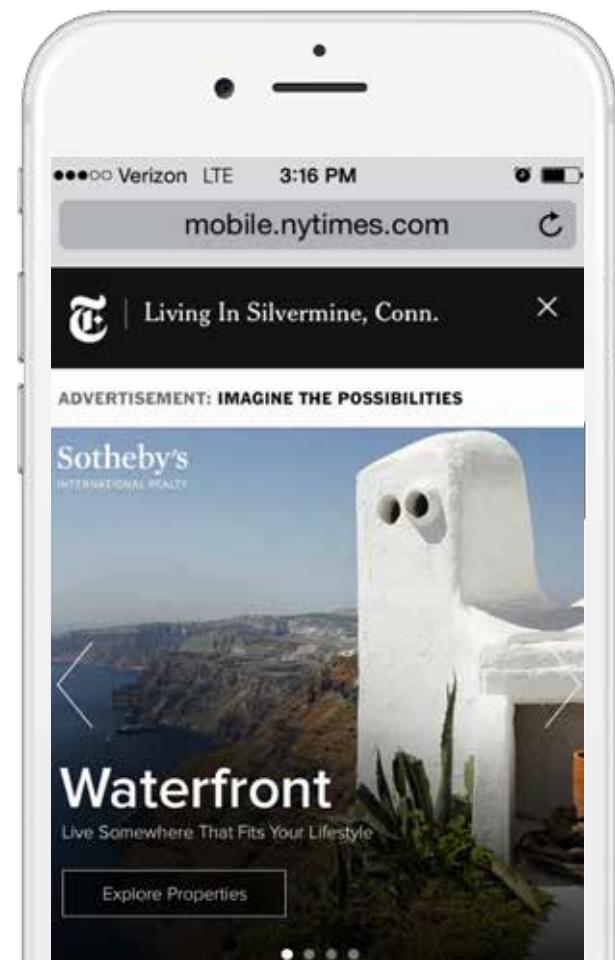 Verizon LTE 3:16 PM
mobile.nytimes.com
T | Living In Silvermine, Conn.
ADVERTISEMENT: IMAGINE THE POSSIBILITIES
Sotheby's
INTERNATIONAL REALTY
Waterfront
Live Somewhere That Fits Your Lifestyle
Explore Properties